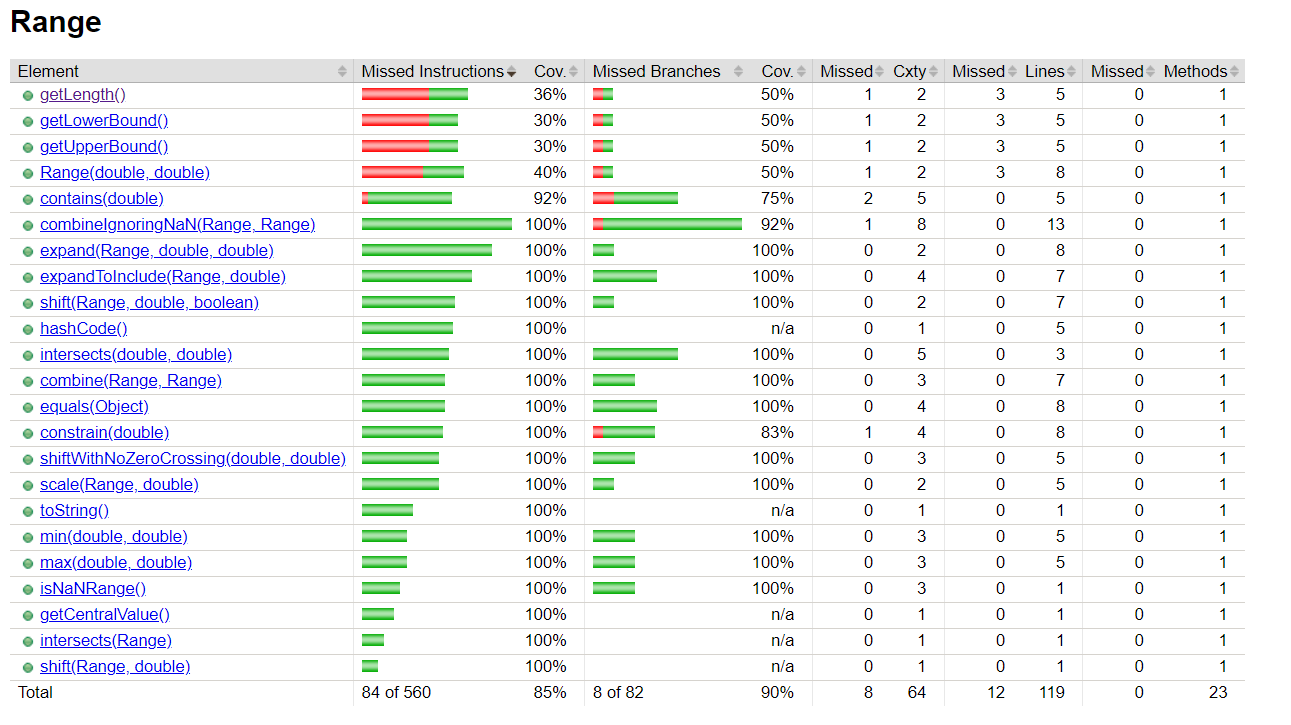 Range
Element Missed Instructions Cov. Missed Branches Cov. Missed Cxty Missed Lines Missed Methods
getLength() 36% 50% 1 2 3 5 0 1
getLowerBound() 30% 50% 1 2 3 5 0 1
getUpperBound() 30% 50% 1 2 3 5 0 1
Range(double, double) 40% 50% 1 2 3 8 0 1
contains(double) 92% 75% 2 5 0 5 0 1
combineIgnoringNaN(Range, Range) 100% 92% 1 8 0 13 0 1
expand(Range, double, double) 100% 100% 0 2 0 8 0 1
expandToInclude(Range, double) 100% 100% 0 4 0 7 0 1
shift(Range, double, boolean) 100% 100% 0 2 0 7 0 1
hashCode() 100% n/a 0 1 0 5 0 1
intersects(double, double) 100% 100% 0 5 0 3 0 1
combine(Range, Range) 100% 100% 0 3 0 7 0 1
equals(Object) 100% 100% 0 4 0 8 0 1
constrain(double) 100% 83% 1 4 0 8 0 1
shiftWithNoZeroCrossing(double, double) 100% 100% 0 3 0 5 0 1
scale(Range, double) 100% 100% 0 2 0 5 0 1
toString() 100% n/a 0 1 0 1 0 1
min(double, double) 100% 100% 0 3 0 5 0 1
max(double, double) 100% 100% 0 3 0 5 0 1
isNaNRange() 100% 100% 0 3 0 1 0 1
getCentralValue() 100% n/a 0 1 0 1 0 1
intersects(Range) 100% n/a 0 1 0 1 0 1
shift(Range, double) 100% n/a 0 1 0 1 0 1
Total 84 of 560 85% 8 of 82 90% 8 64 12 119 0 23